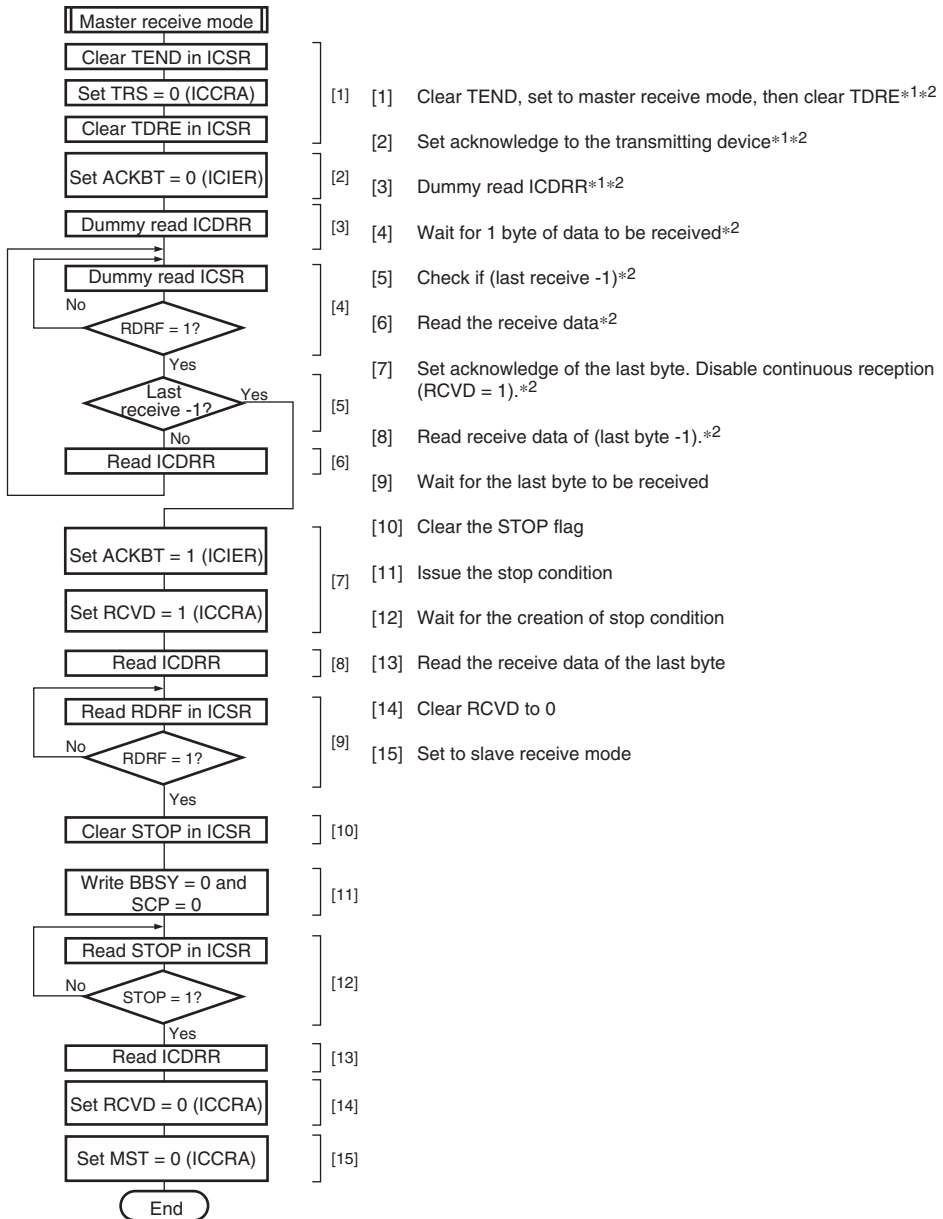 Master receive mode
Clear TEND in ICSR
Set TRS = 0 (ICCRA)
Clear TDRE in ICSR
[1]
Set ACKBT = 0 (ICIER)
[2]
Dummy read ICDRR
[3]
Dummy read ICSR
No
RDRF = 1?
[4]
Yes
Last
receive -1?
Yes
[5]
No
Read ICDRR
[6]
Set ACKBT = 1 (ICIER)
[7]
Set RCVD = 1 (ICCRA)
Read ICDRR
[8]
Read RDRF in ICSR
No
RDRF = 1?
[9]
Yes
Clear STOP in ICSR
[10]
Write BBSY = 0 and
SCP = 0
[11]
Read STOP in ICSR
No
STOP = 1?
[12]
Yes
Read ICDRR
[13]
Set RCVD = 0 (ICCRA)
[14]
Set MST = 0 (ICCRA)
[15]
End
[1] Clear TEND, set to master receive mode, then clear TDRE*1*2
[2] Set acknowledge to the transmitting device*1*2
[3] Dummy read ICDRR*1*2
[4] Wait for 1 byte of data to be received*2
[5] Check if (last receive -1)*2
[6] Read the receive data*2
[7] Set acknowledge of the last byte. Disable continuous reception
(RCVD = 1).*2
[8] Read receive data of (last byte -1).*2
[9] Wait for the last byte to be received
[10] Clear the STOP flag
[11] Issue the stop condition
[12] Wait for the creation of stop condition
[13] Read the receive data of the last byte
[14] Clear RCVD to 0
[15] Set to slave receive mode